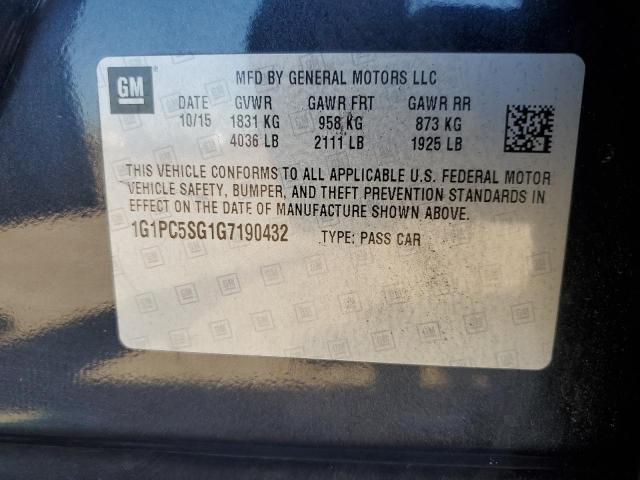 GM
MFD BY GENERAL MOTORS LLC
DATE GVWR GAWR FRT GAWR RR
10/15 1831 KG 958 KG 873 KG
4036 LB 2111 LB 1925 LB
THIS VEHICLE CONFORMS TO ALL APPLICABLE U.S. FEDERAL MOTOR
VEHICLE SAFETY, BUMPER, AND THEFT PREVENTION STANDARDS IN
EFFECT ON THE DATE OF MANUFACTURE SHOWN ABOVE.
1G1PC5SG1G7190432 TYPE: PASS CAR